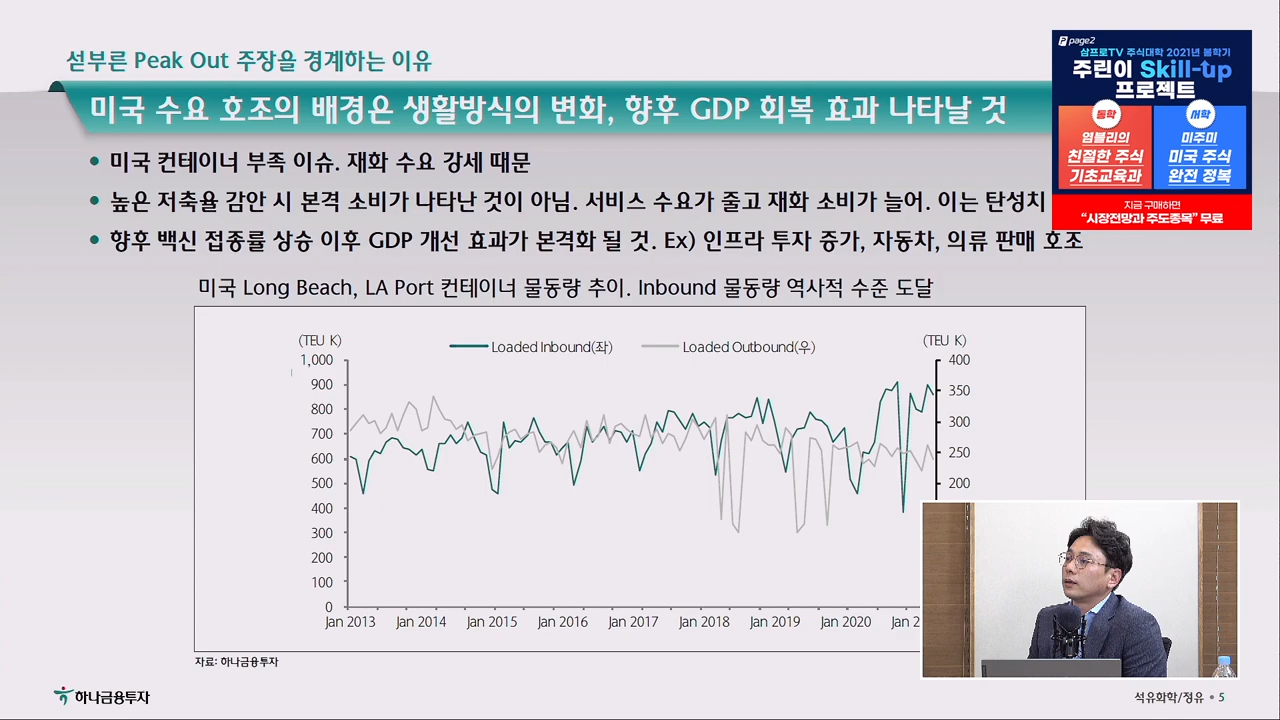 섣부른 Peak Out 주장을 경계하는 이유
미국 수요 호조의 배경은 생활방식의 변화, 향후 GDP 회복 효과 나타날 것
page2
삼프로TV 주식대학 2021년 봄학기
주린이 Skill-up
프로젝트
동학
염블리의
친절한 주식
기초교육과
서학
미주미
미국 주식
완전 정복
지금 구매하면
“시장전망과 주도종목” 무료
• 미국 컨테이너 부족 이슈. 재화 수요 강세 때문
• 높은 저축율 감안 시 본격 소비가 나타난 것이 아님. 서비스 수요가 줄고 재화 소비가 늘어. 이는 탄성치
• 향후 백신 접종률 상승 이후 GDP 개선 효과가 본격화 될 것. Ex) 인프라 투자 증가, 자동차, 의류 판매 호조
미국 Long Beach, LA Port 컨테이너 물동량 추이. Inbound 물동량 역사적 수준 도달
(TEU K)
Loaded Inbound(좌)
Loaded Outbound(우)
(TEU K)
1,000
900
800
700
600
500
400
300
200
100
0
400
350
300
250
200
Jan 2013 Jan 2014 Jan 2015 Jan 2016 Jan 2017 Jan 2018 Jan 2019 Jan 2020 Jan 2
자료: 하나금융투자
하나금융투자
석유화학/정유 • 5